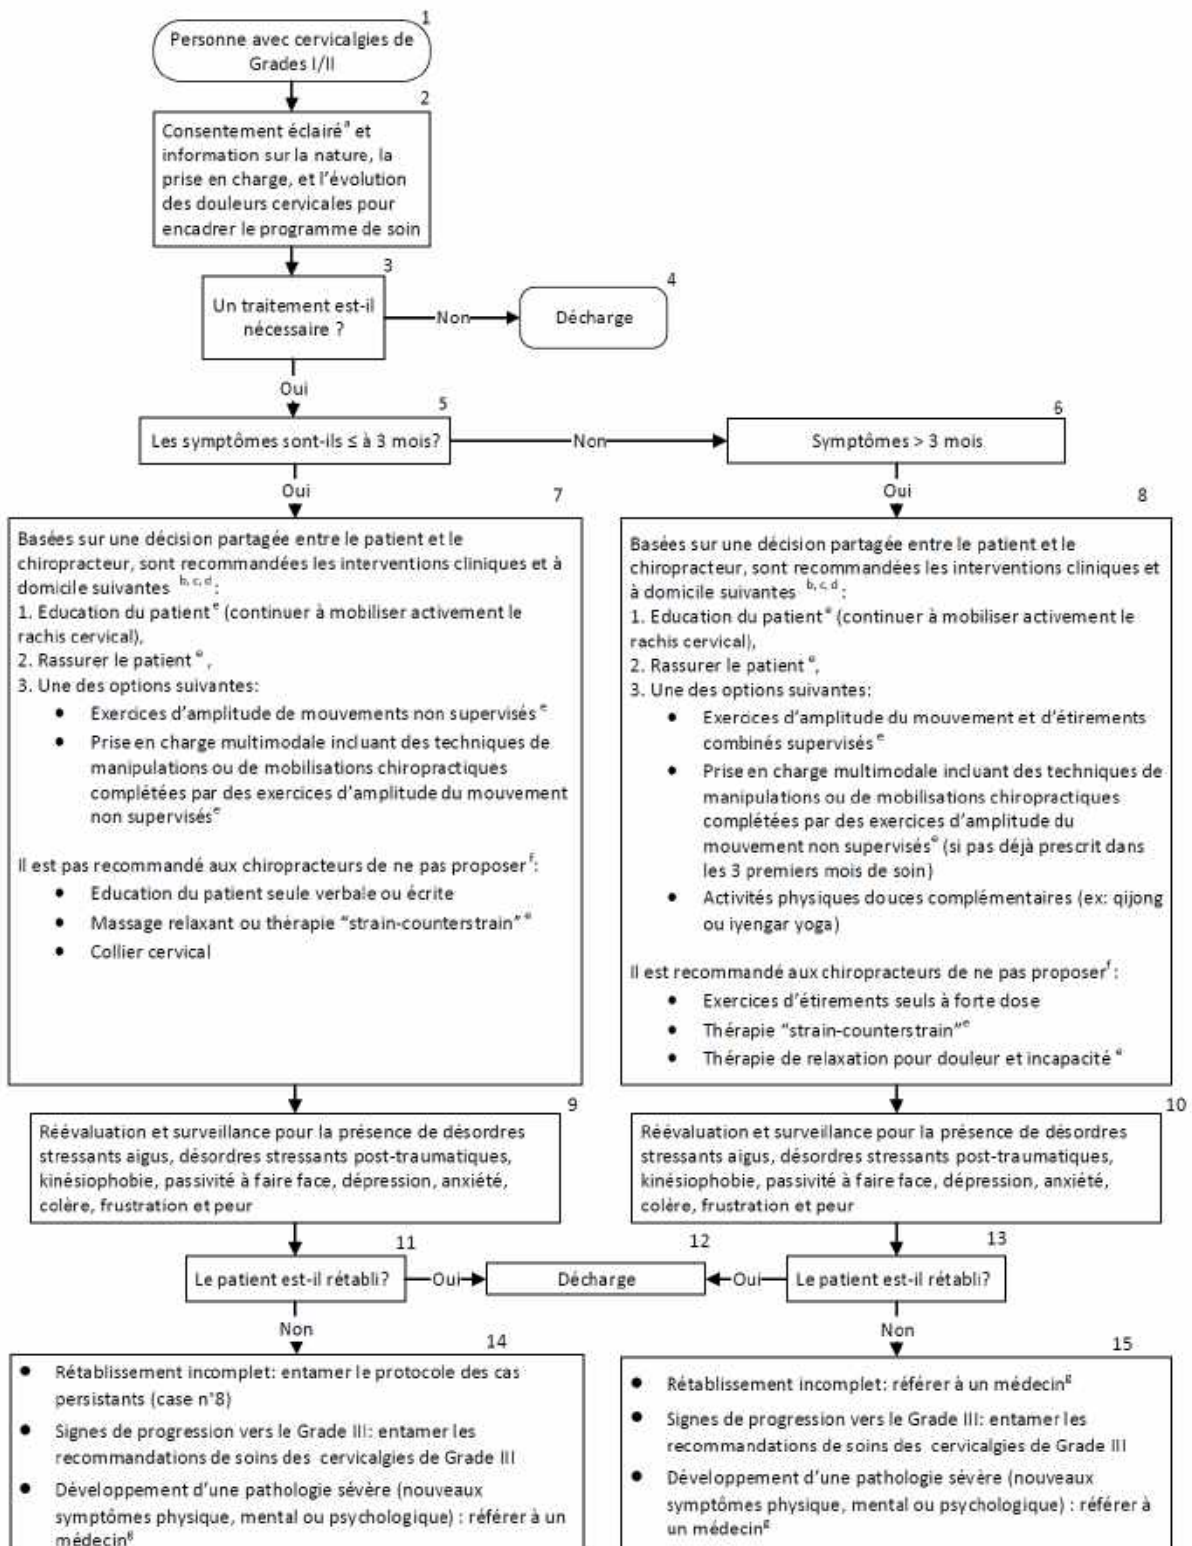 1
Personne avec cervicalgies de
Grades I/II
2
Consentement éclairé a et
information sur la nature, la
prise en charge, et l'évolution
des douleurs cervicales pour
encadrer le programme de soin
3
Un traitement est-il
nécessaire ?
Non
4
Décharge
Oui
5
Les symptômes sont-ils ≤ à 3 mois?
Non
6
Symptômes > 3 mois
Oui
7
Basées sur une décision partagée entre le patient et le
chiropracteur, sont recommandées les interventions cliniques et à
domicile suivantes b, c, d :
1. Education du patient e (continuer à mobiliser activement le
rachis cervical),
2. Rassurer le patient e ,
3. Une des options suivantes:
• Exercices d'amplitude de mouvements non supervisés e
• Prise en charge multimodale incluant des techniques de
manipulations ou de mobilisations chiropractiques
complétées par des exercices d'amplitude du mouvement
non supervisés e
Il est pas recommandé aux chiropracteurs de ne pas proposer f :
• Education du patient seule verbale ou écrite
• Massage relaxant ou thérapie "strain-counterstrain" e
• Collier cervical
Oui
8
Basées sur une décision partagée entre le patient et le
chiropracteur, sont recommandées les interventions cliniques et
à domicile suivantes b, c, d :
1. Education du patient e (continuer à mobiliser activement le
rachis cervical),
2. Rassurer le patient e,
3. Une des options suivantes:
• Exercices d'amplitude du mouvement et d'étirements
combinés supervisés e
• Prise en charge multimodale incluant des techniques de
manipulations ou de mobilisations chiropractiques
complétées par des exercices d'amplitude du
mouvement non supervisés e (si pas déjà prescrit dans
les 3 premiers mois de soin)
• Activités physiques douces complémentaires (ex: qijong
ou iyengar yoga)
Il est recommandé aux chiropracteurs de ne pas proposer f :
• Exercices d'étirements seuls à forte dose
• Thérapie "strain-counterstrain" e
• Thérapie de relaxation pour douleur et incapacité e
9
Réévaluation et surveillance pour la présence de désordres
stressants aigus, désordres stressants post-traumatiques,
kinésiophobie, passivité à faire face, dépression, anxiété,
colère, frustration et peur
10
Réévaluation et surveillance pour la présence de désordres
stressants aigus, désordres stressants post-traumatiques,
kinésiophobie, passivité à faire face, dépression, anxiété,
colère, frustration et peur
11
Le patient est-il rétabli?
Oui
12
Décharge
Oui
13
Le patient est-il rétabli?
Non
14
• Rétablissement incomplet: entamer le protocole des cas
persistants (case n°8)
• Signes de progression vers le Grade III: entamer les
recommandations de soins des cervicalgies de Grade III
• Développement d'une pathologie sévère (nouveaux
symptômes physique, mental ou psychologique) : référer à un
médecin g
Non
15
• Rétablissement incomplet: référer à un médecin g
• Signes de progression vers le Grade III: entamer les
recommandations de soins des cervicalgies de Grade III
• Développement d'une pathologie sévère (nouveaux
symptômes physique, mental ou psychologique) : référer à
un médecin g